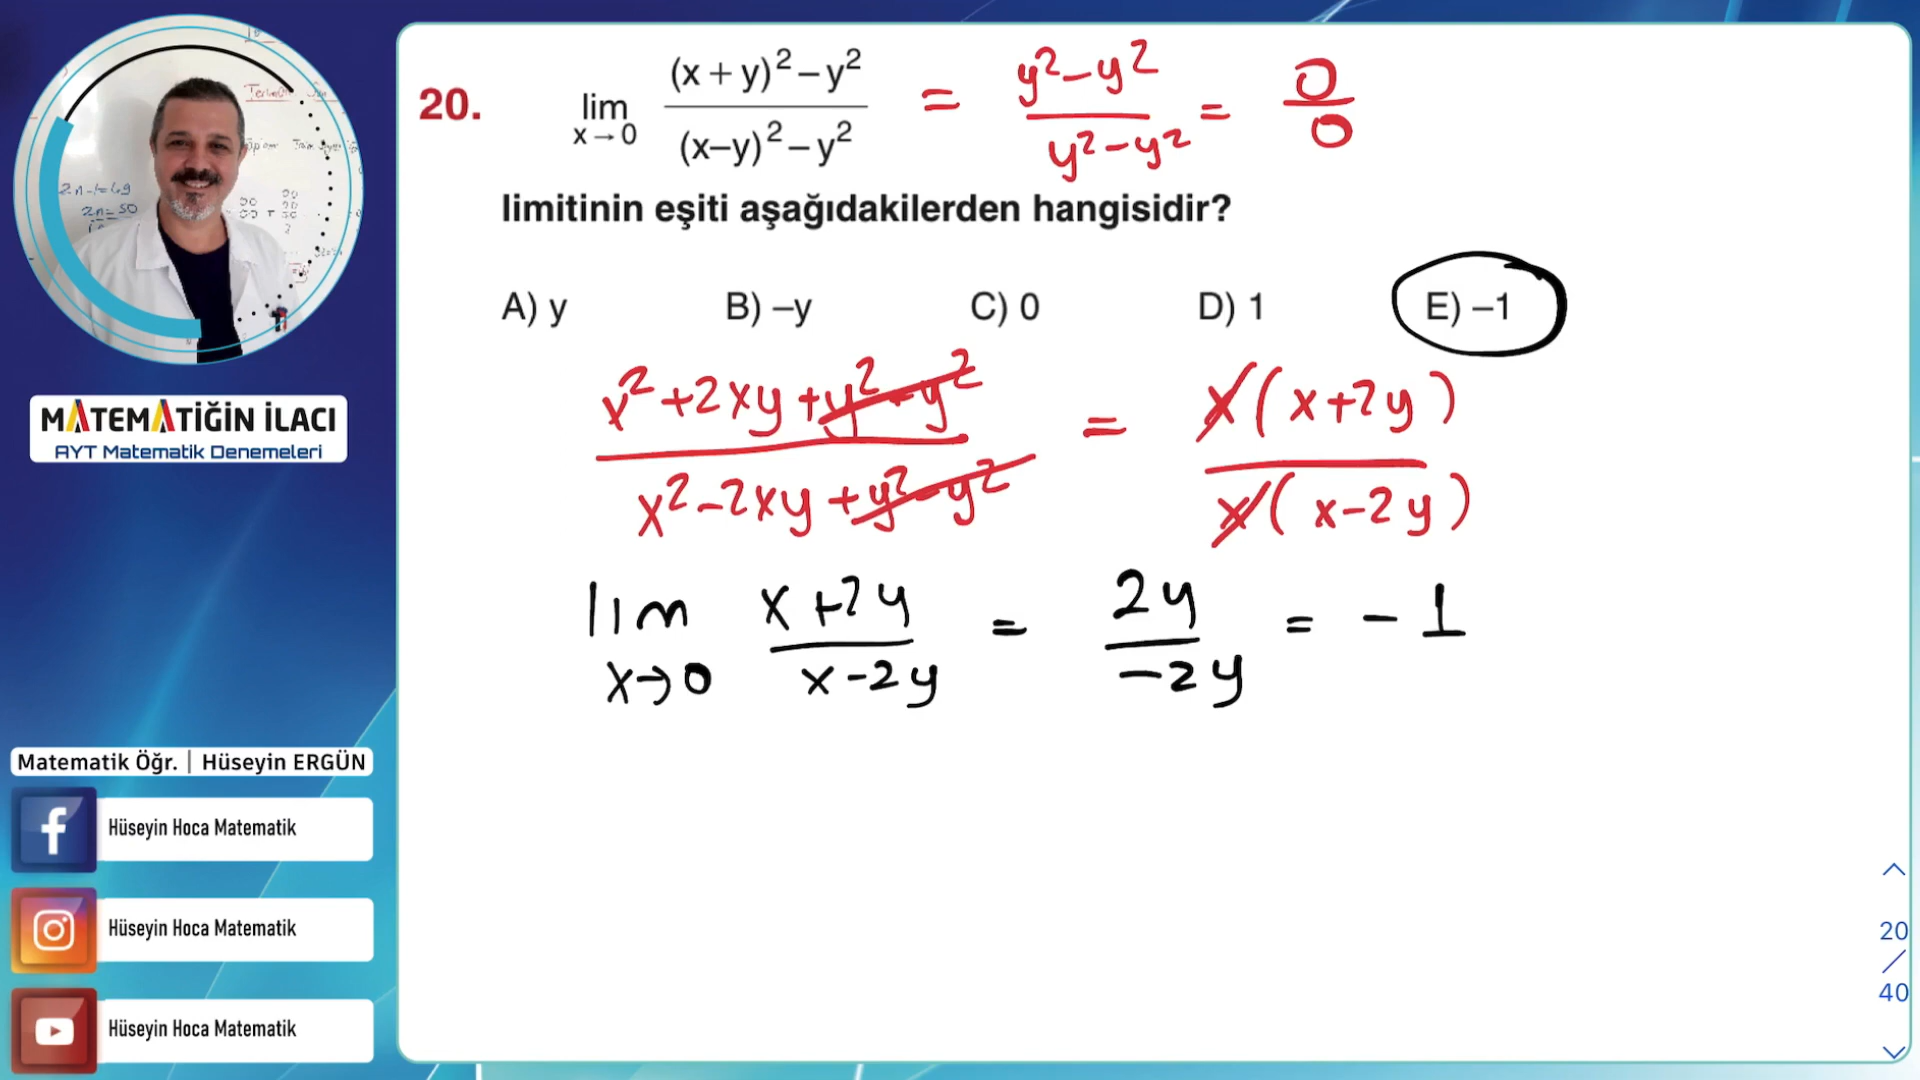 20. lim x→0 (x+y)² – y² / (x–y)² – y² = y² – y² / y² – y² = 0/0
limitinin eşiti aşağıdakilerden hangisidir?
A) y B) –y C) 0 D) 1 E) –1
x² + 2xy + y² - y² / x² - 2xy + y² - y² = x(x+2y) / x(x-2y)
lim x→0 x+2y / x-2y = 2y / -2y = -1
MATEMATİĞİN İLACI
AYT Matematik Denemeleri
Matematik Öğr. | Hüseyin ERGÜN
Hüseyin Hoca Matematik
Hüseyin Hoca Matematik
Hüseyin Hoca Matematik
20
/
40